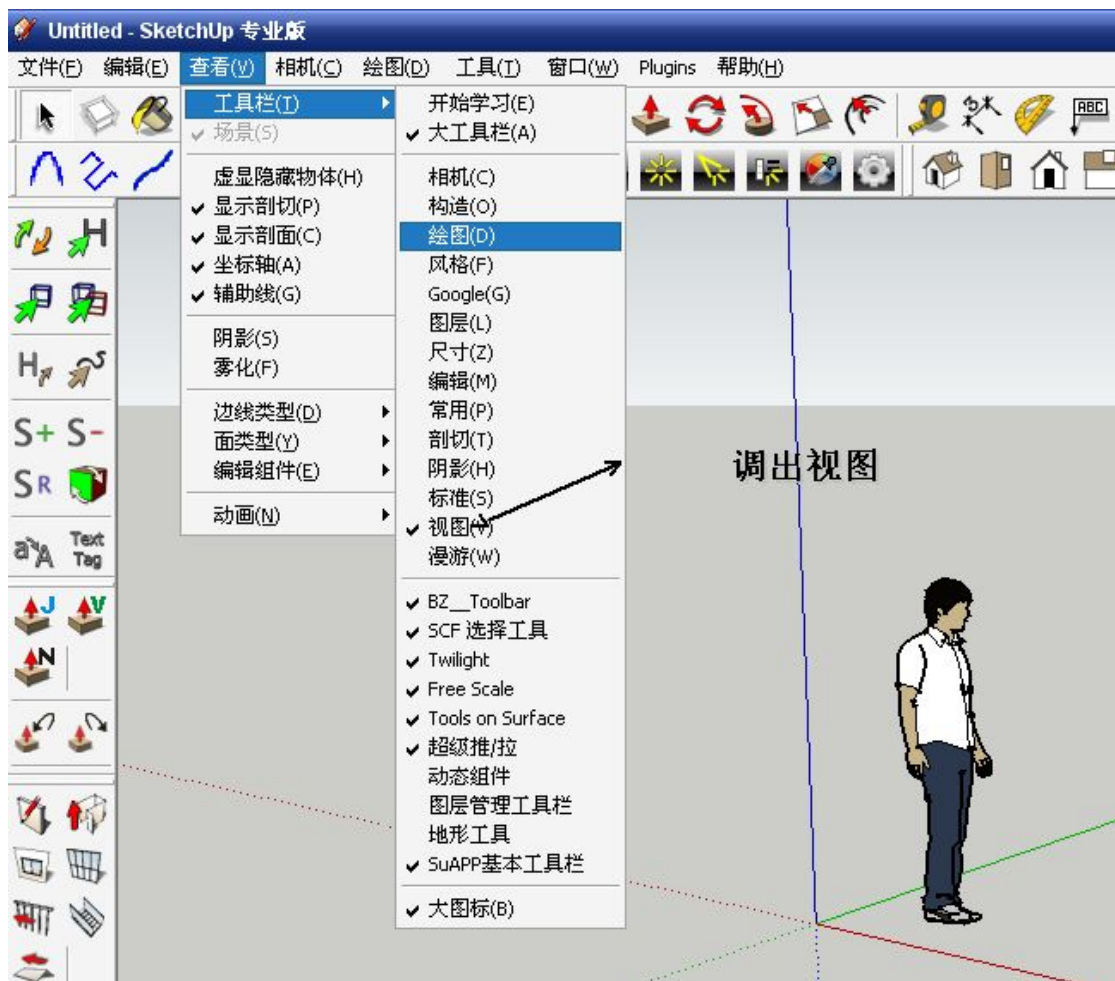 Untitled - SketchUp 专业版
文件(F) 编辑(E) 查看(V) 相机(C) 绘图(D) 工具(T) 窗口(W) Plugins 帮助(H)
工具栏(T)
场景(S)
虚显隐藏物体(H)
显示剖切(P)
显示剖面(C)
坐标轴(A)
辅助线(G)
阴影(S)
雾化(F)
边线类型(D)
面类型(Y)
编辑组件(E)
动画(N)
开始学习(E)
大工具栏(A)
相机(C)
构造(O)
绘图(D)
风格(F)
Google(G)
图层(L)
尺寸(Z)
编辑(M)
常用(P)
剖切(T)
阴影(H)
标准(S)
视图(V)
漫游(W)
BZ__Toolbar
SCF 选择工具
Twilight
Free Scale
Tools on Surface
超级推/拉
动态组件
图层管理工具栏
地形工具
SuAPP基本工具栏
大图标(B)
ABC
调出视图
H
H
S+ S-
SR
a A Text
Tag
J V
N